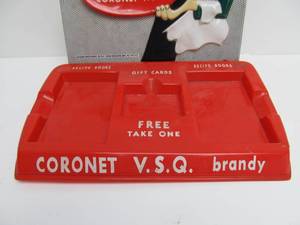 CORONET V.S.Q.
RECIPE BOOKS
GIFT CARDS
RECIPE BOOKS
FREE
TAKE ONE
CORONET V.S.Q. brandy